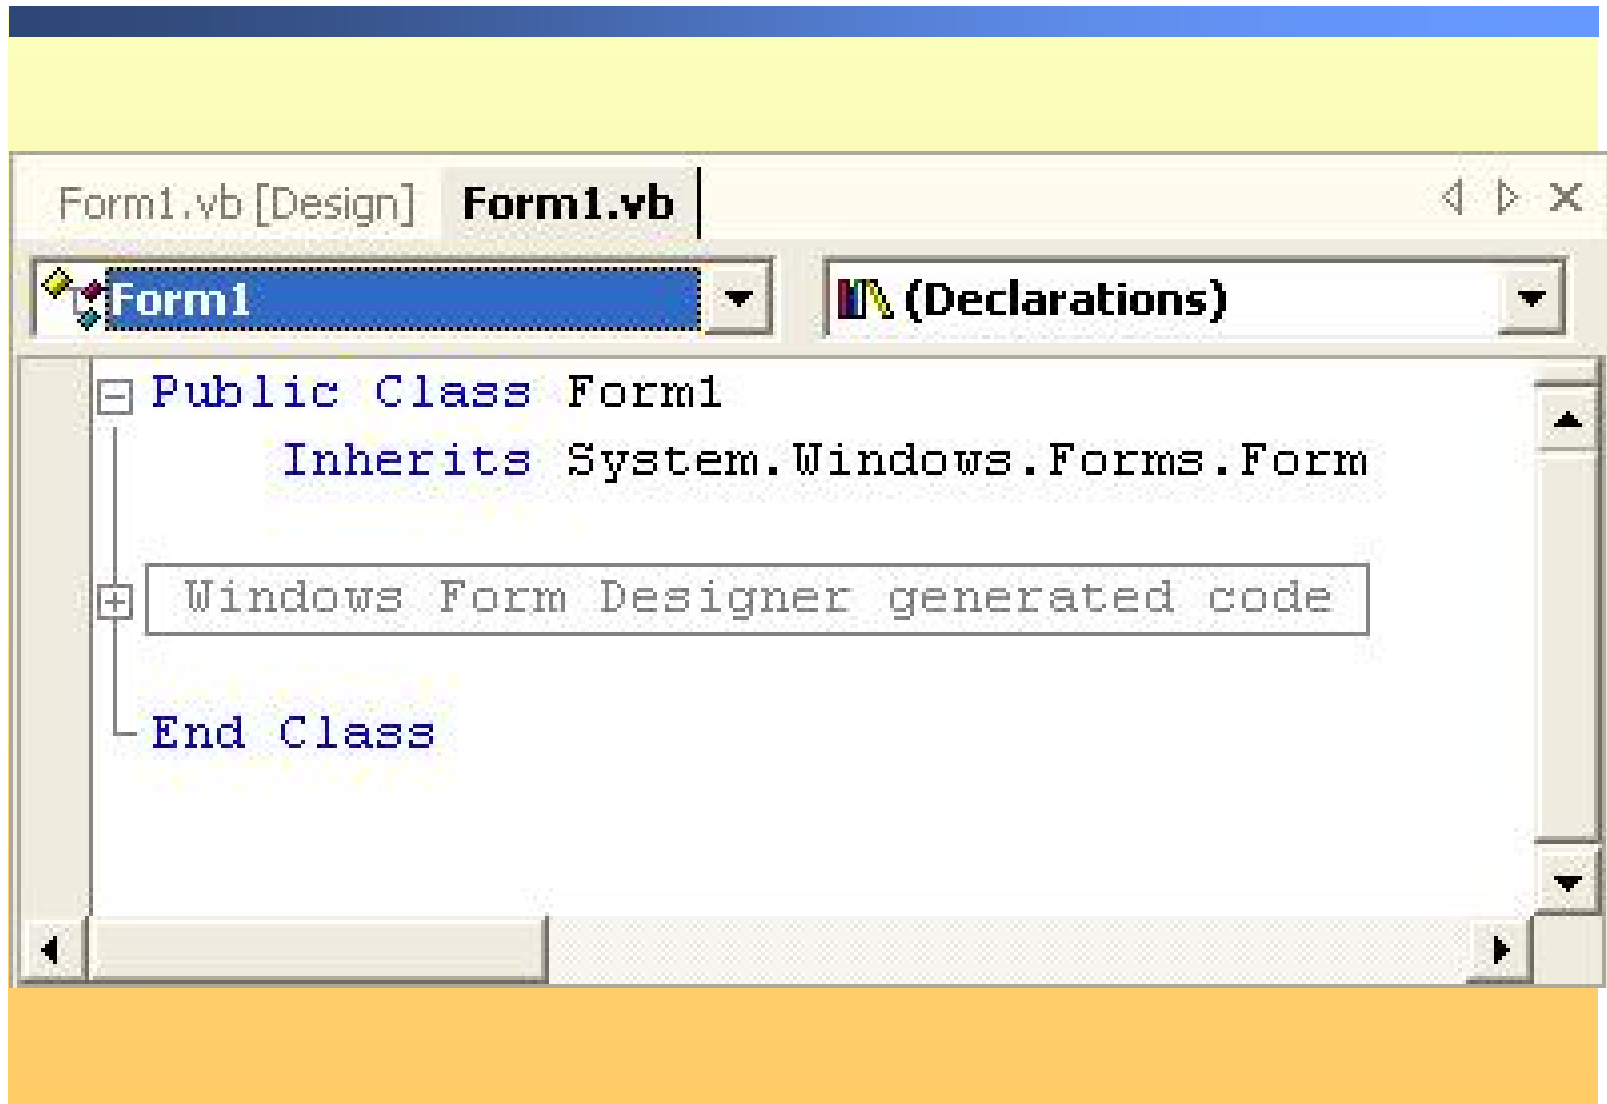 Form1.vb [Design] Form1.vb
Form1 (Declarations)
Public Class Form1
Inherits System.Windows.Forms.Form
Windows Form Designer generated code
End Class